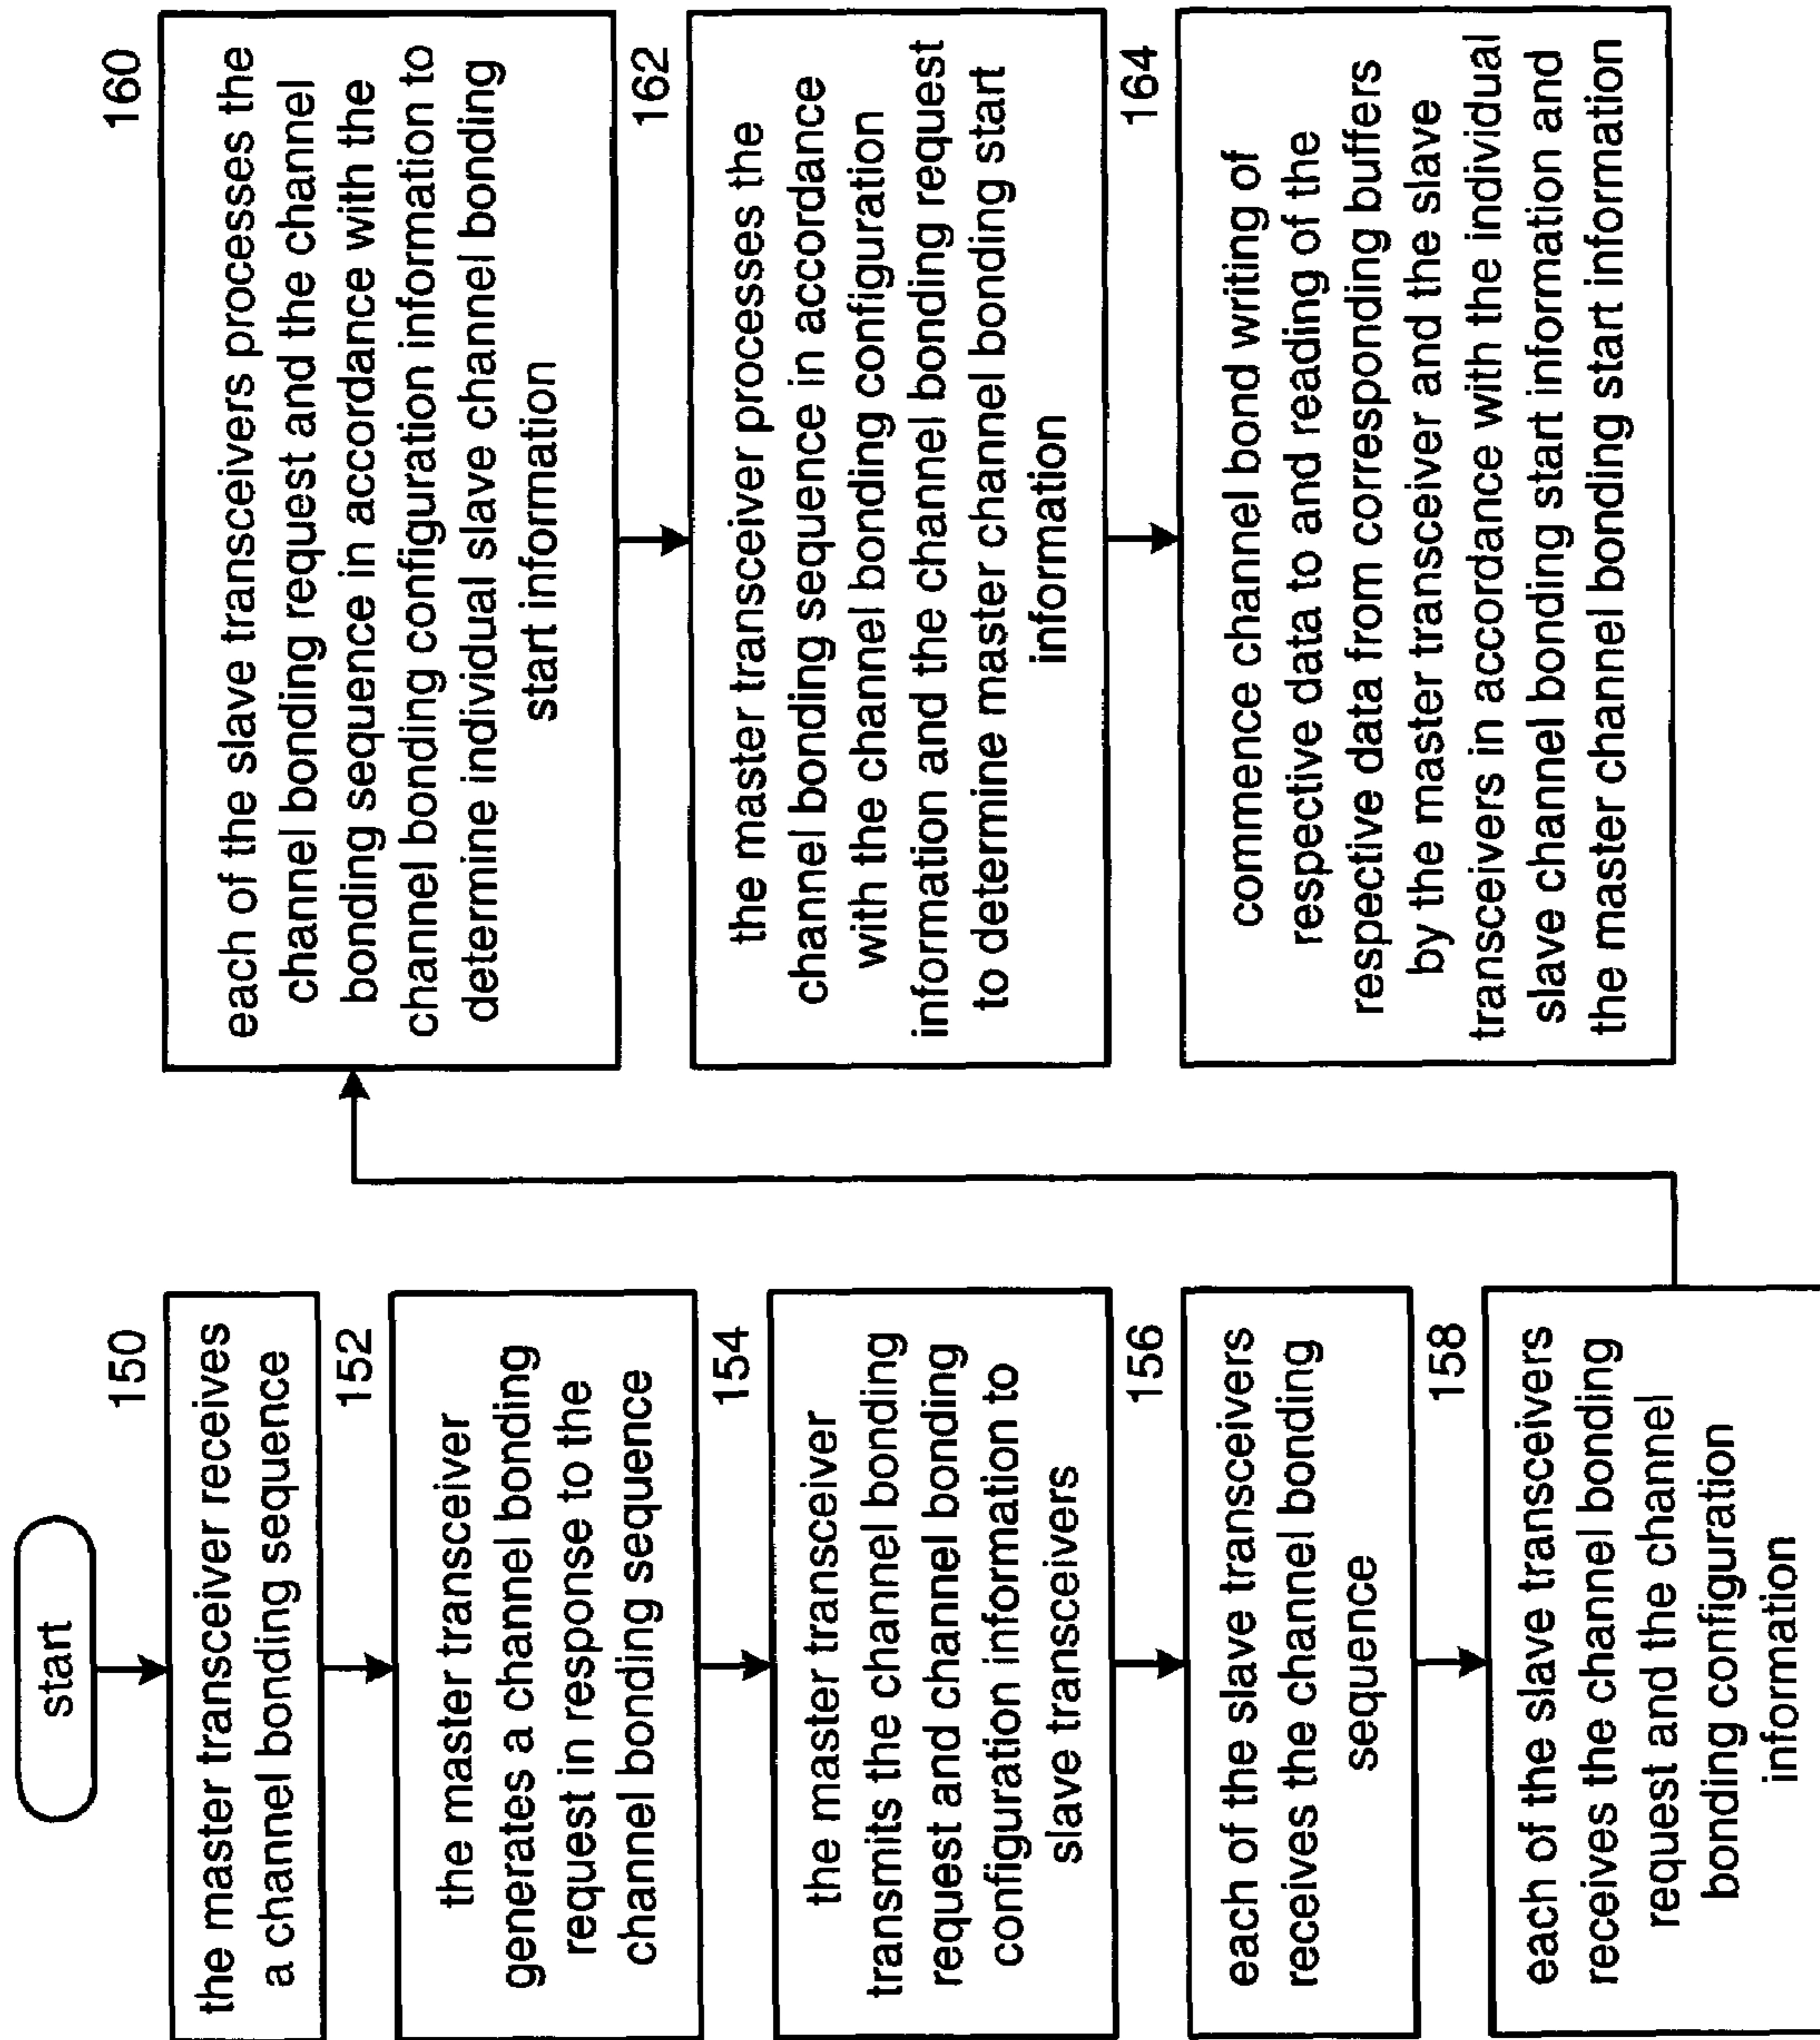 start
150
the master transceiver receives
a channel bonding sequence
152
the master transceiver
generates a channel bonding
request in response to the
channel bonding sequence
154
the master transceiver
transmits the channel bonding
request and channel bonding
configuration information to
slave transceivers
156
each of the slave transceivers
receives the channel bonding
sequence
158
each of the slave transceivers
receives the channel bonding
request and the channel
bonding configuration
information
160
each of the slave transceivers processes the
channel bonding request and the channel
bonding sequence in accordance with the
channel bonding configuration information to
determine individual slave channel bonding
start information
162
the master transceiver processes the
channel bonding sequence in accordance
with the channel bonding configuration
information and the channel bonding request
to determine master channel bonding start
information
164
commence channel bond writing of
respective data to and reading of the
respective data from corresponding buffers
by the master transceiver and the slave
transceivers in accordance with the individual
slave channel bonding start information and
the master channel bonding start information